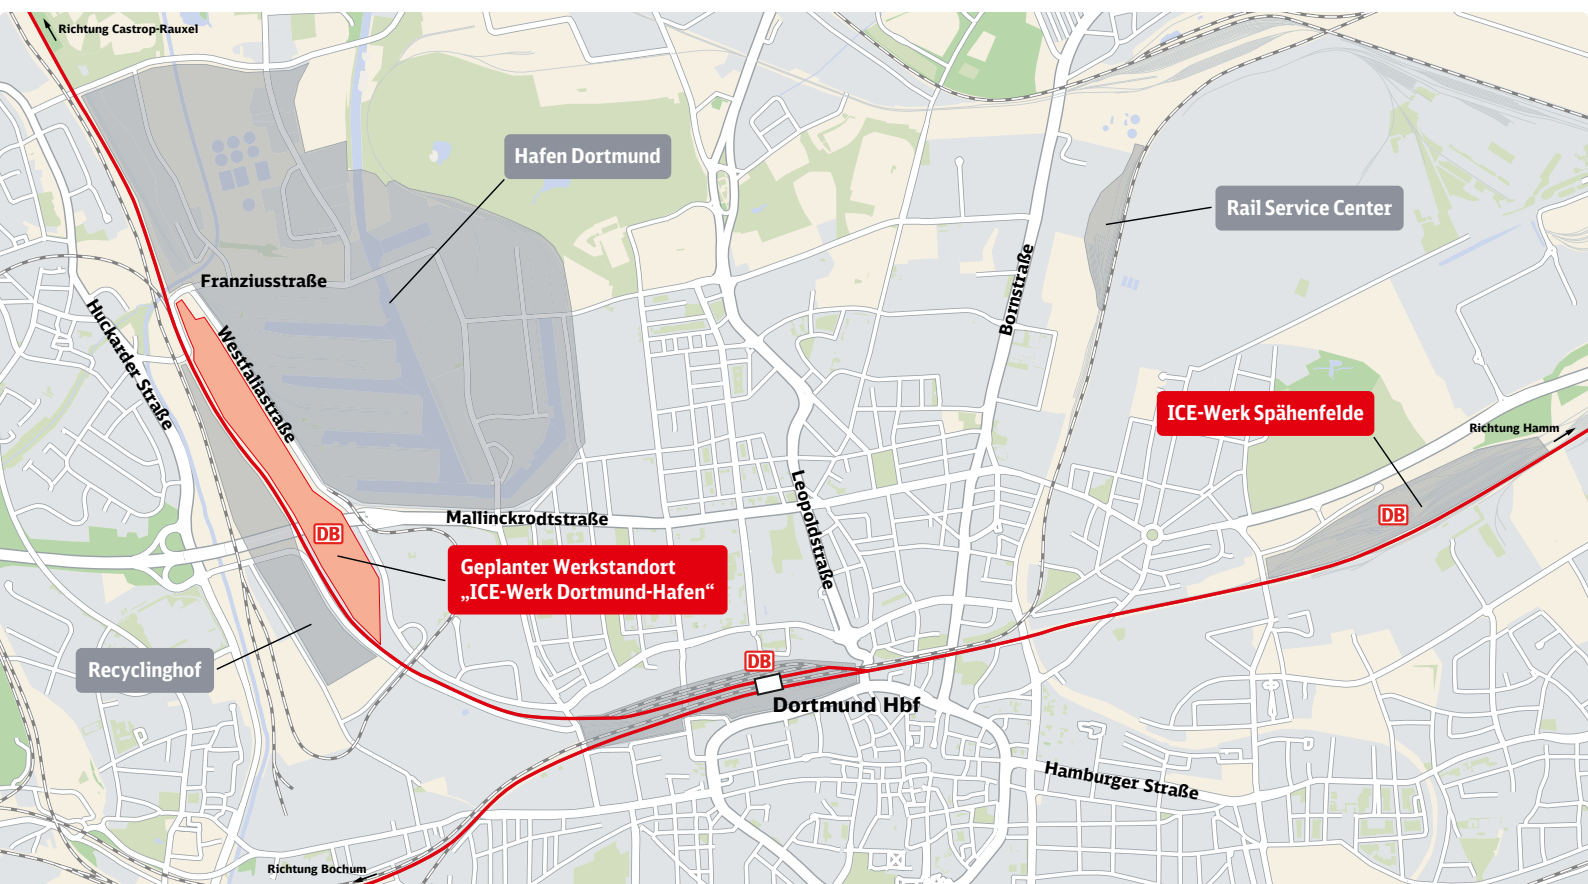 Richtung Castrop-Rauxel
Hafen Dortmund
Rail Service Center
Franziusstraße
Huckarder Straße
Westfaliastraße
Bornstraße
ICE-Werk Spähenfelde
Richtung Hamm
Leopoldstraße
Mallinckrodtstraße
DB
DB
Geplanter Werkstandort
„ICE-Werk Dortmund-Hafen“
Recyclinghof
DB
Dortmund Hbf
Hamburger Straße
Richtung Bochum